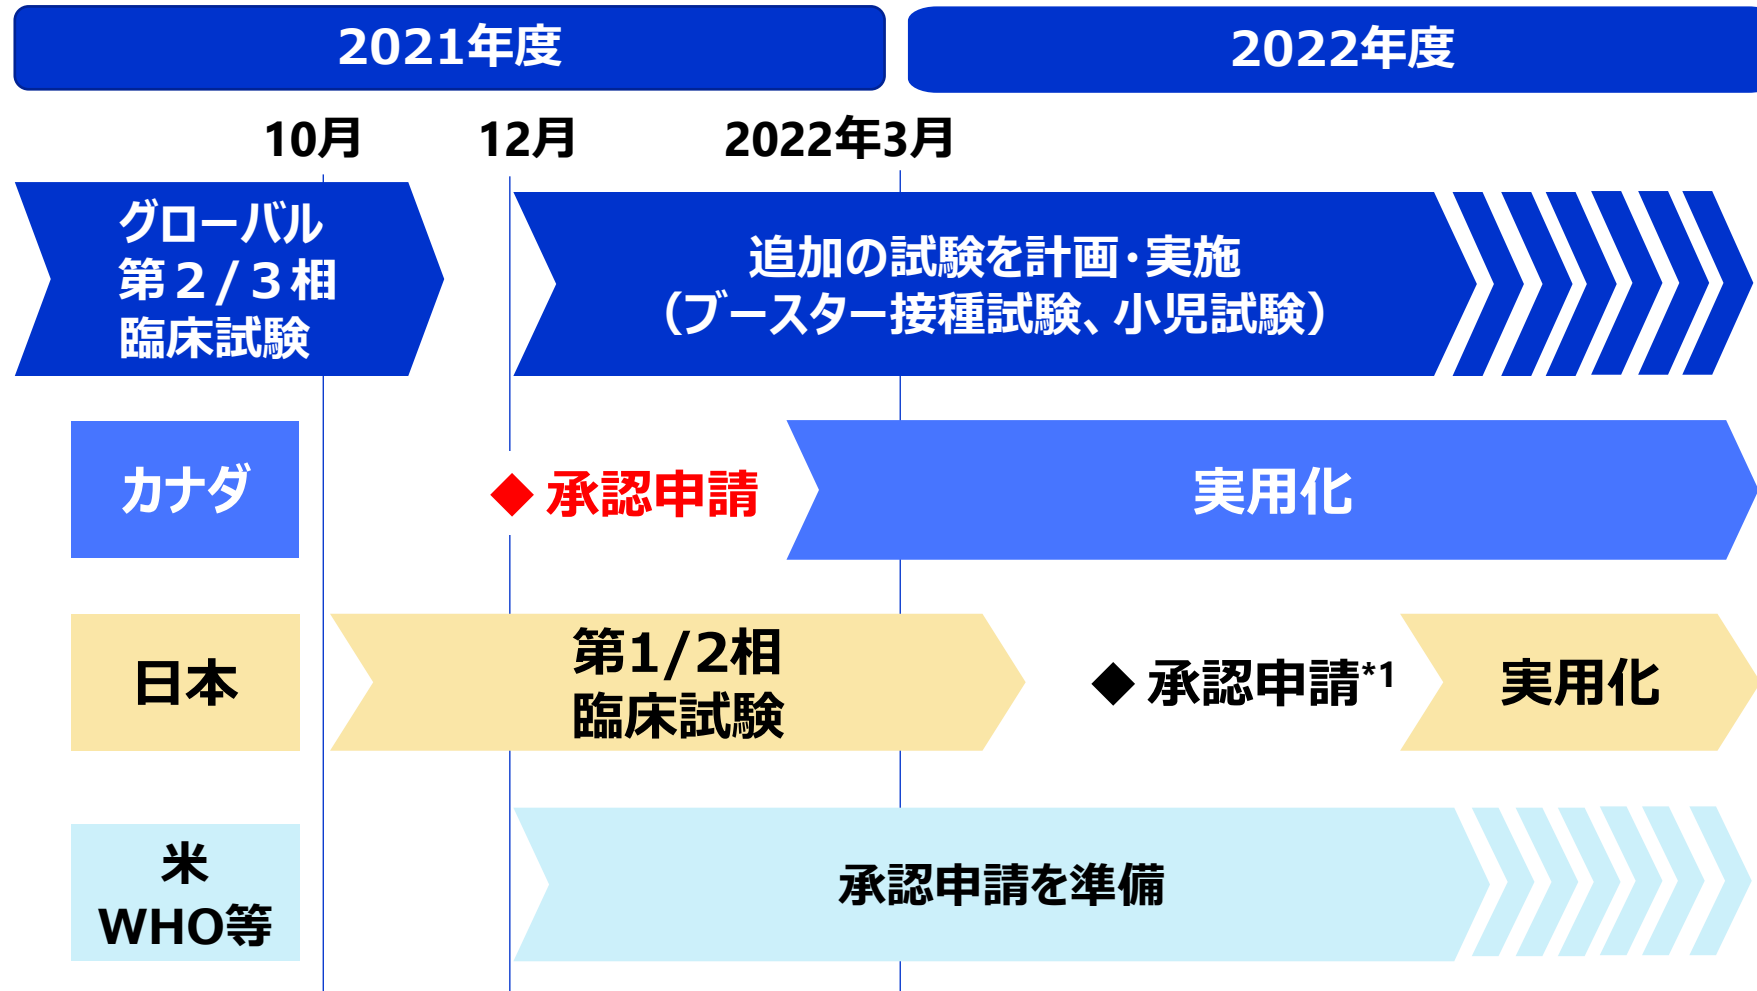 2021年度
2022年度
10月
12月
2022年3月
グローバル
第２/３相
臨床試験
追加の試験を計画・実施
（ブースター接種試験、小児試験）
カナダ
◆ 承認申請
実用化
日本
第1/2相
臨床試験
◆ 承認申請*1
実用化
米
WHO等
承認申請を準備